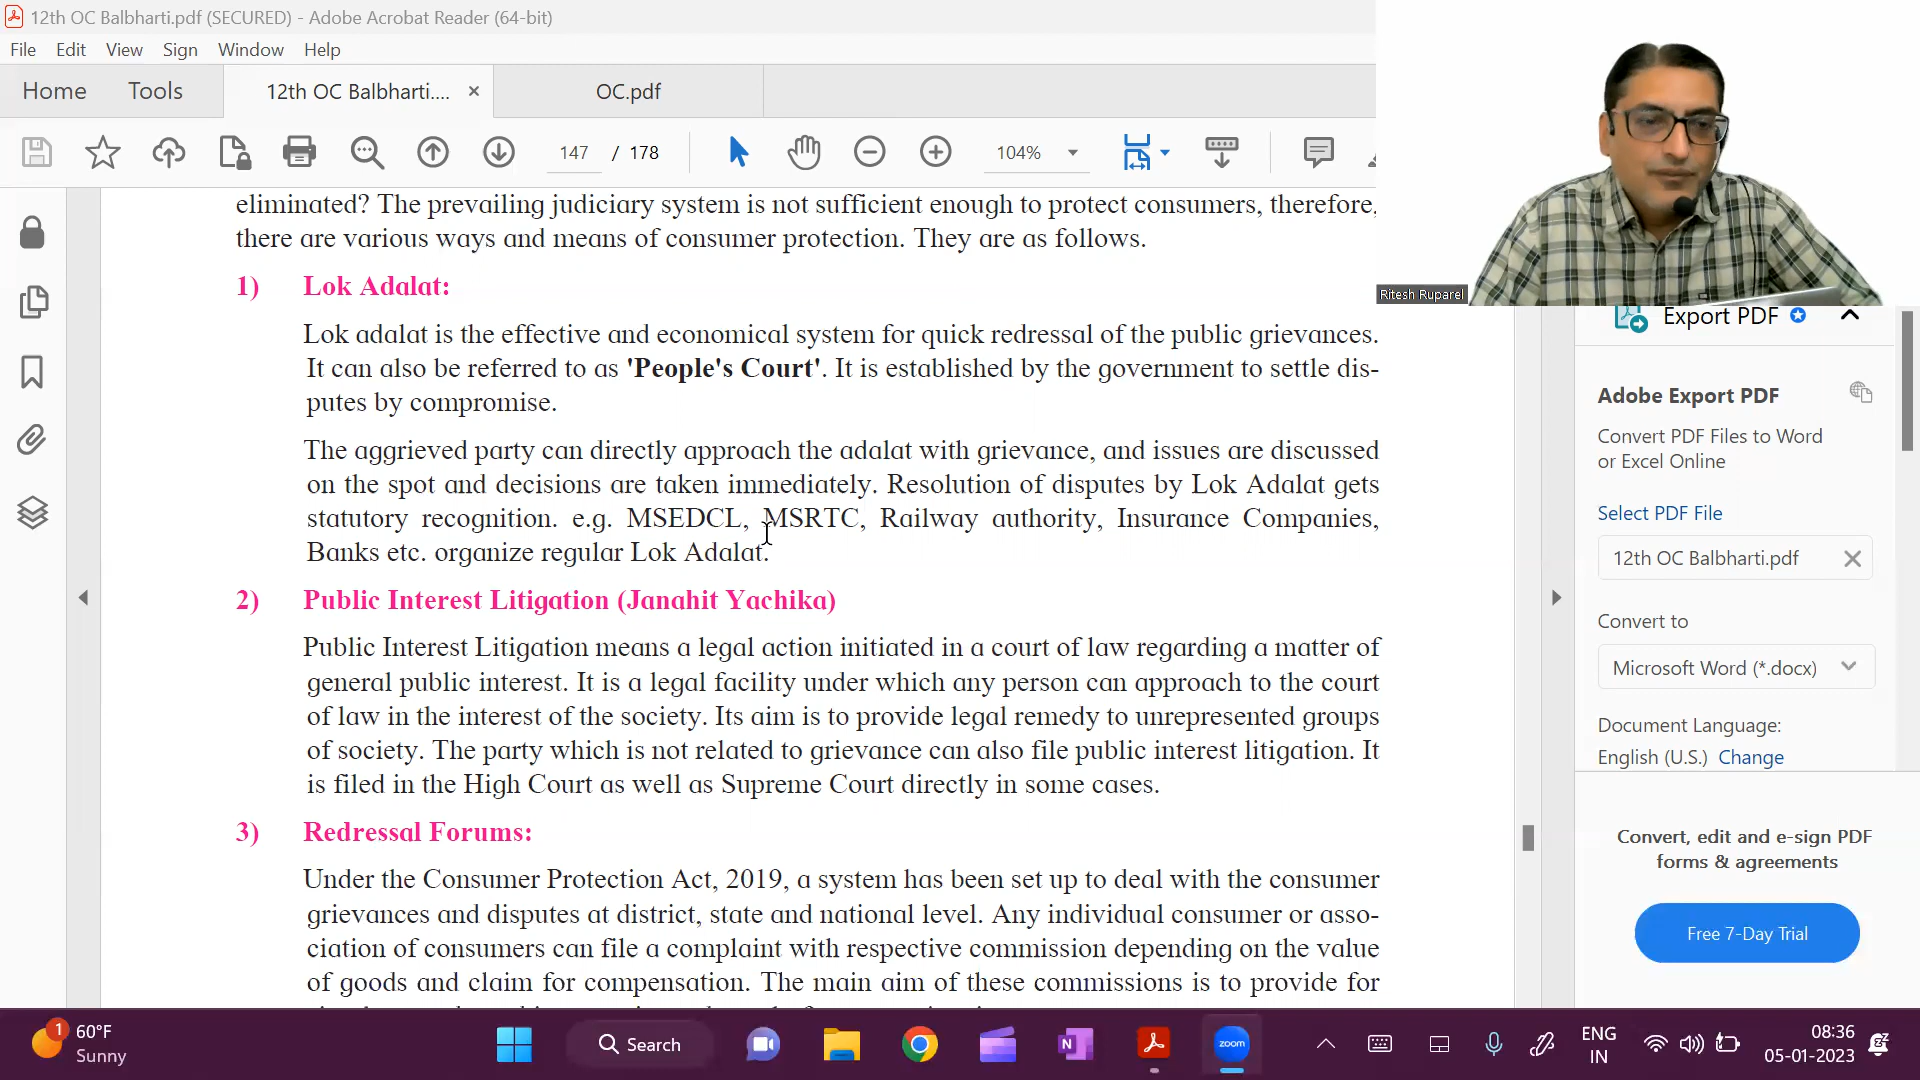 12th OC Balbharti.pdf (SECURED) - Adobe Acrobat Reader (64-bit)
File Edit View Sign Window Help
Home Tools 12th OC Balbharti.... × OC.pdf
147 / 178 104%
eliminated? The prevailing judiciary system is not sufficient enough to protect consumers, therefore,
there are various ways and means of consumer protection. They are as follows.
1) Lok Adalat:
Lok adalat is the effective and economical system for quick redressal of the public grievances.
It can also be referred to as 'People's Court'. It is established by the government to settle dis-
putes by compromise.
The aggrieved party can directly approach the adalat with grievance, and issues are discussed
on the spot and decisions are taken immediately. Resolution of disputes by Lok Adalat gets
statutory recognition. e.g. MSEDCL, MSRTC, Railway authority, Insurance Companies,
Banks etc. organize regular Lok Adalat.
2) Public Interest Litigation (Janahit Yachika)
Public Interest Litigation means a legal action initiated in a court of law regarding a matter of
general public interest. It is a legal facility under which any person can approach to the court
of law in the interest of the society. Its aim is to provide legal remedy to unrepresented groups
of society. The party which is not related to grievance can also file public interest litigation. It
is filed in the High Court as well as Supreme Court directly in some cases.
3) Redressal Forums:
Under the Consumer Protection Act, 2019, a system has been set up to deal with the consumer
grievances and disputes at district, state and national level. Any individual consumer or asso-
ciation of consumers can file a complaint with respective commission depending on the value
of goods and claim for compensation. The main aim of these commissions is to provide for
Ritesh Ruparel
Export PDF
Adobe Export PDF
Convert PDF Files to Word
or Excel Online
Select PDF File
12th OC Balbharti.pdf
Convert to
Microsoft Word (*.docx)
Document Language:
English (U.S.) Change
Convert, edit and e-sign PDF
forms & agreements
Free 7-Day Trial
1
60°F
Sunny
Search
N
zoom
ENG
IN
08:36
05-01-2023